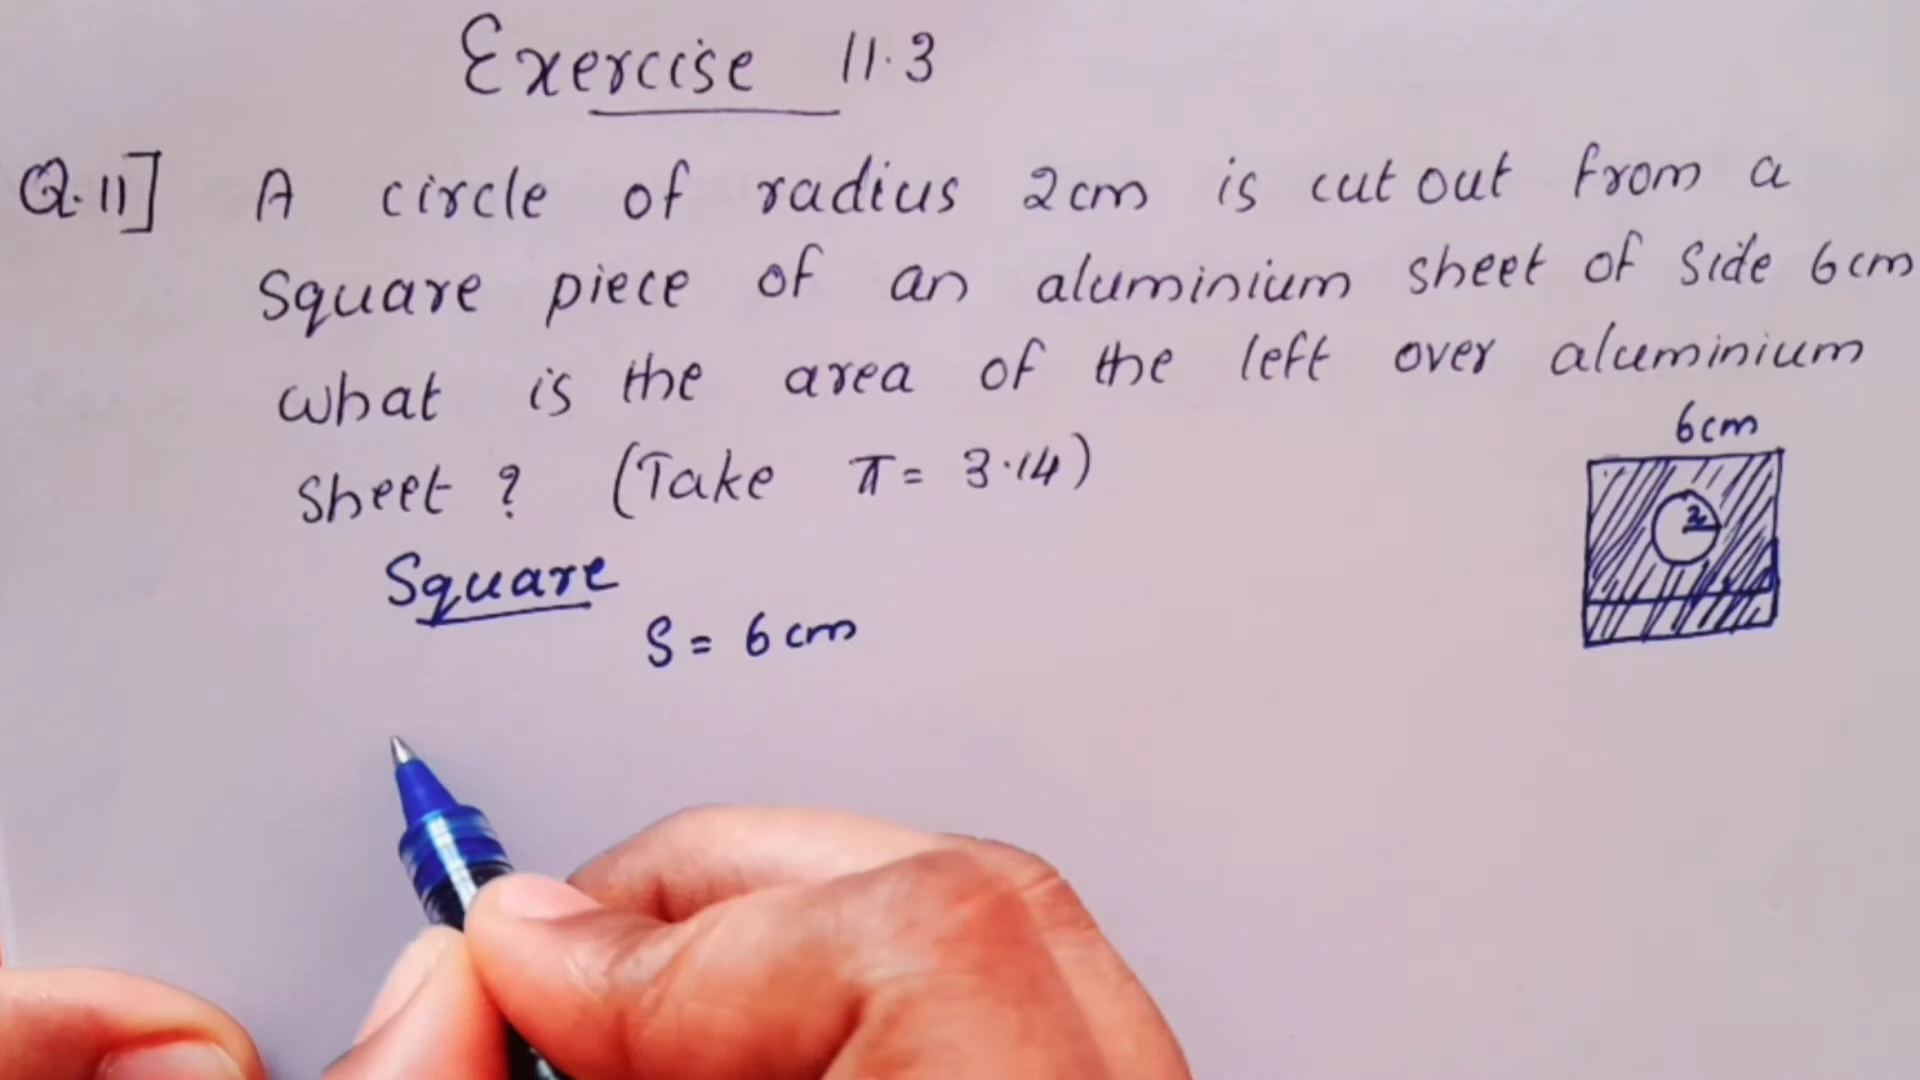 Exercise 11.3
Q.11] A circle of radius 2cm is cut out from a
square piece of an aluminium sheet of side 6cm
what is the area of the left over aluminium
sheet ? (Take π = 3.14)
6cm
2
Square
S = 6cm